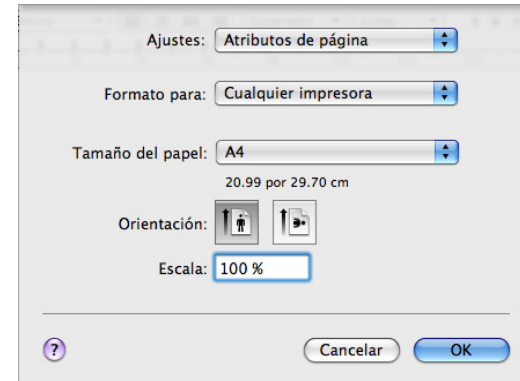 Ajustes: Atributos de página
Formato para: Cualquier impresora
Tamaño del papel: A4
20.99 por 29.70 cm
Orientación:
Escala: 100 %
? Cancelar OK